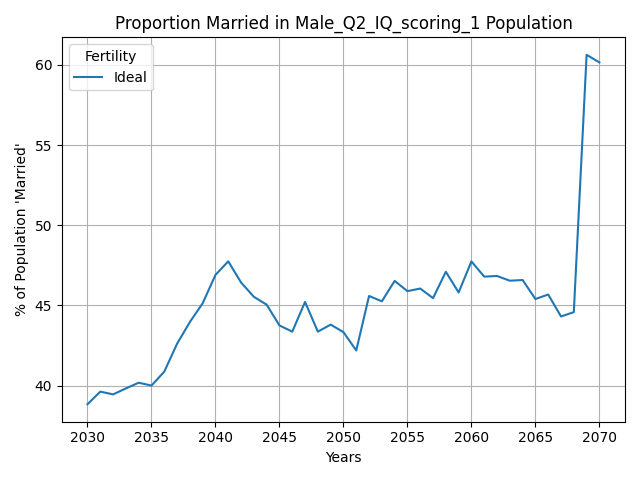 Proportion Married in Male_Q2_IQ_scoring_1 Population
Fertility
Ideal
% of Population 'Married'
60
55
50
45
40
2030 2035 2040 2045 2050 2055 2060 2065 2070
Years